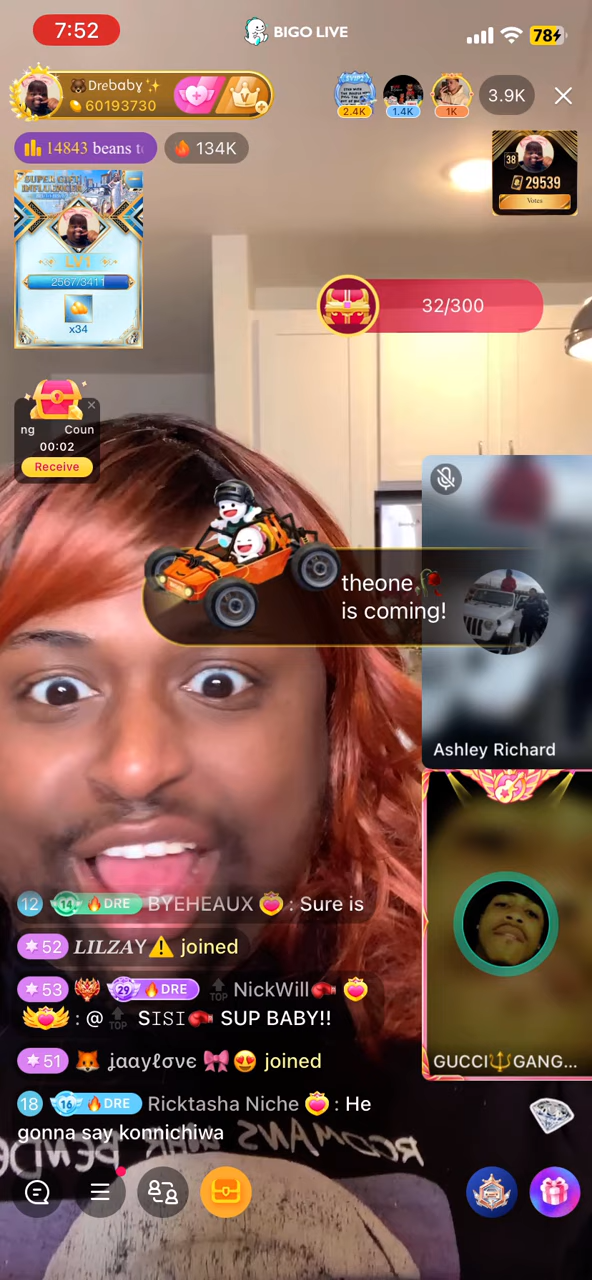 7:52
BIGO LIVE
78
🐻 Drebaby ✨
60193730
2.4K
1.4K
1K
3.9K
14843 beans t
134K
38
29539
Votes
SUPER GIFT
INFLUENCER
LV1
2567/3411
x34
32/300
ng Coun
00:02
Receive
theone🥀
is coming!
Ashley Richard
12 14 🔥DRE BYEHEAUX : Sure is
52 LILZAY⚠️ joined
53 29 🔥DRE 🔝 NickWill🥊
: @ 🔝 SISI🥊 SUP BABY!!
51 🦊 jααyℓσνє 🎀😍 joined
GUCCI🔱GANG...
18 16 🔥DRE Ricktasha Niche : He
gonna say konnichiwa